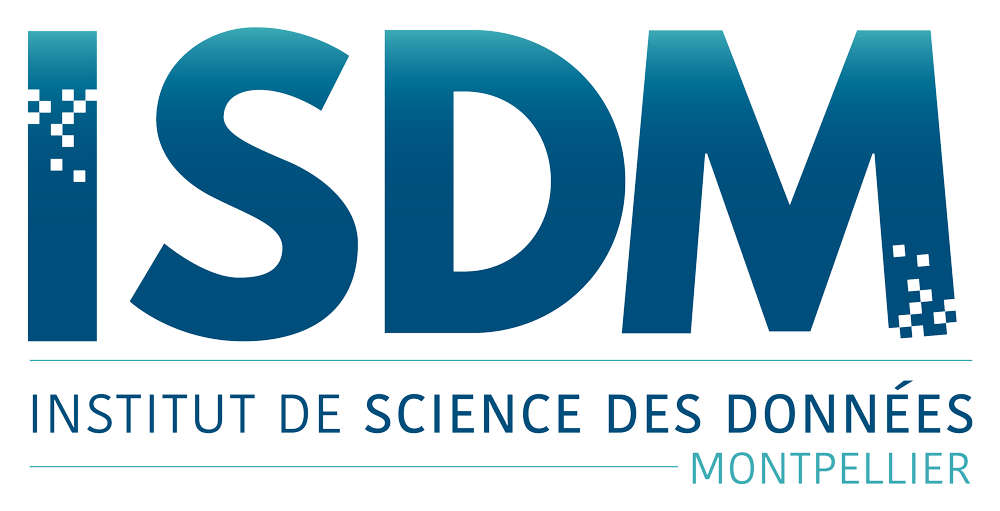 ISDM
INSTITUT DE SCIENCE DES DONNÉES
MONTPELLIER